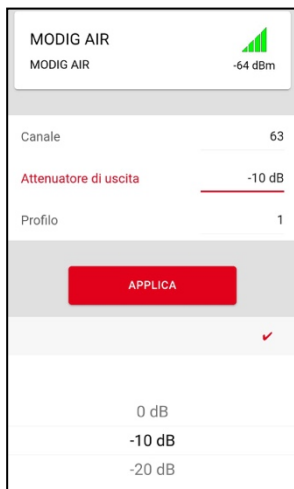 MODIG AIR
MODIG AIR -64 dBm
Canale 63
Attenuatore di uscita -10 dB
Profilo 1
APPLICA
0 dB
-10 dB
-20 dB